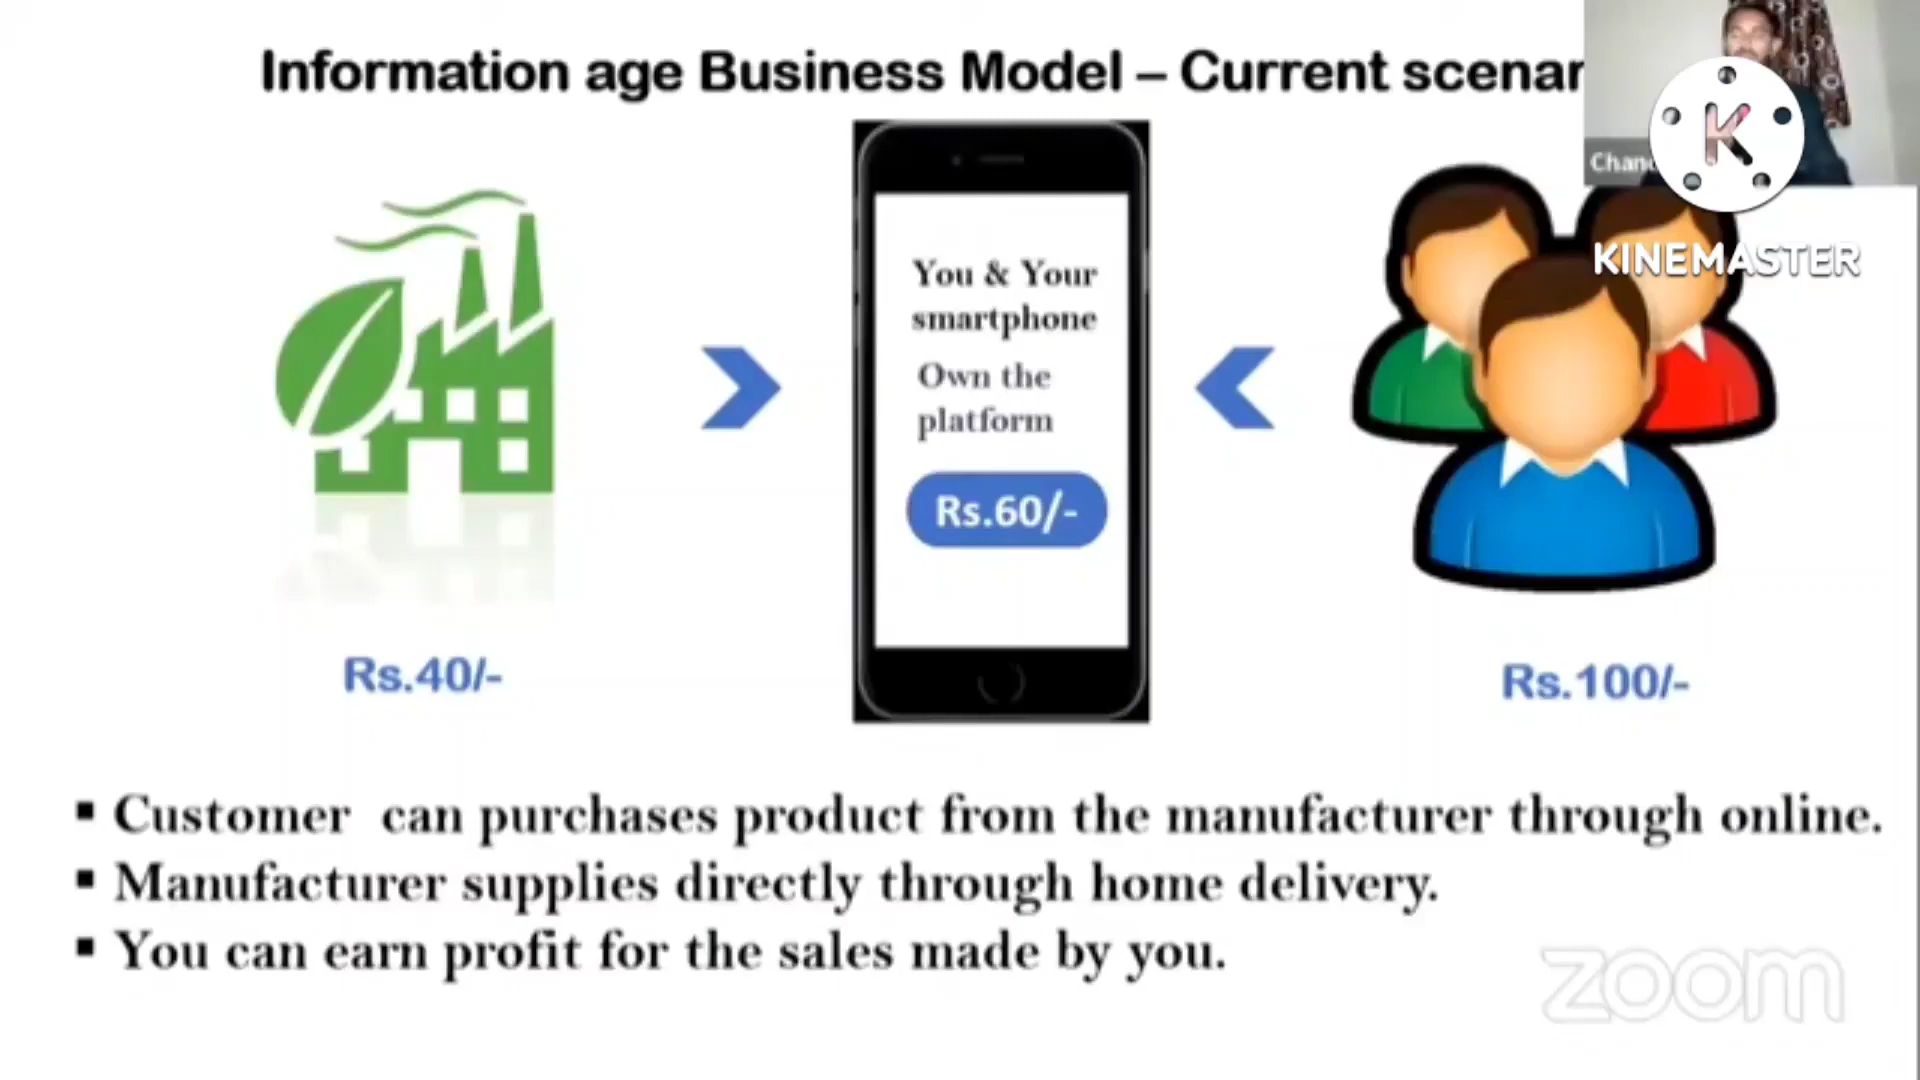 Information age Business Model – Current
K
KINEMASTER
You & Your
smartphone
Own the
platform
Rs.60/-
Rs.40/-
Rs.100/-
▪ Customer can purchases product from the manufacturer through online.
▪ Manufacturer supplies directly through home delivery.
▪ You can earn profit for the sales made by you.
zoom